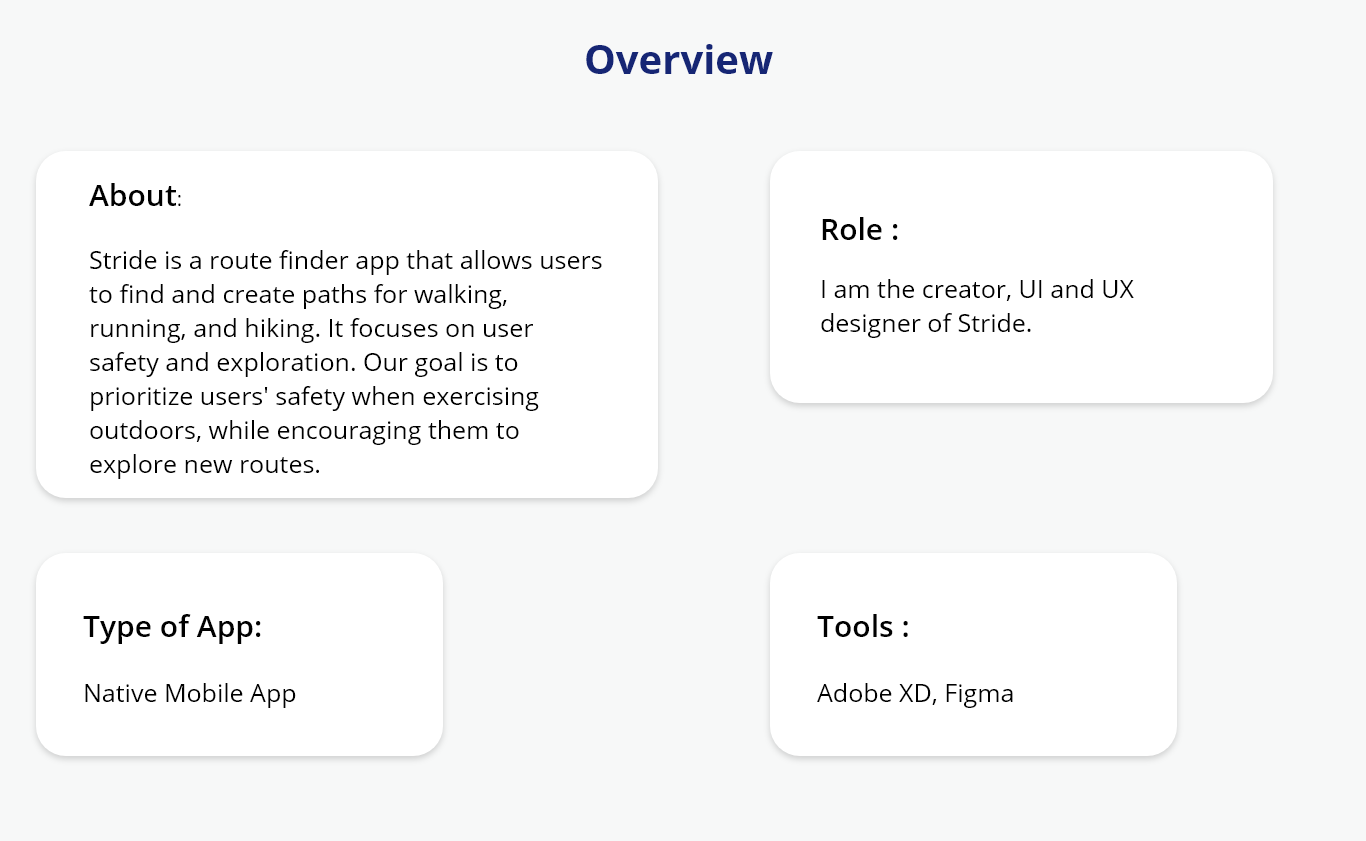 Overview
About:
Stride is a route finder app that allows users
to find and create paths for walking,
running, and hiking. It focuses on user
safety and exploration. Our goal is to
prioritize users' safety when exercising
outdoors, while encouraging them to
explore new routes.
Role :
I am the creator, UI and UX
designer of Stride.
Type of App:
Native Mobile App
Tools :
Adobe XD, Figma